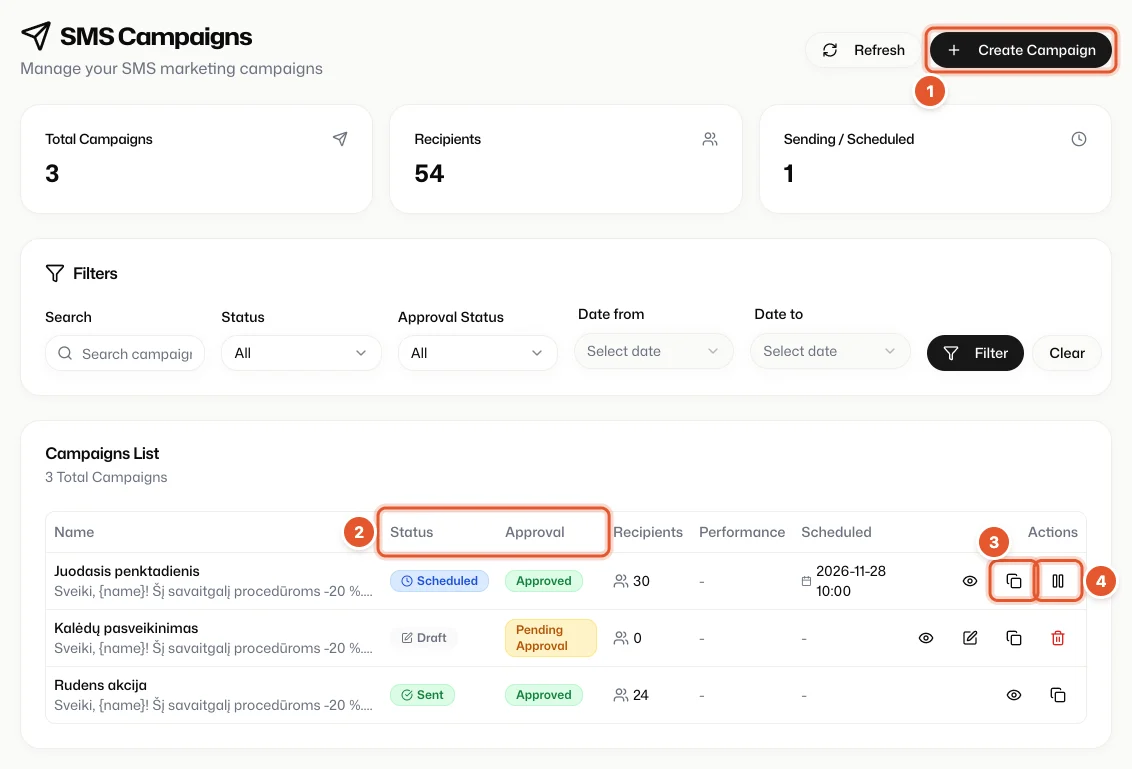 SMS Campaigns
Manage your SMS marketing campaigns
Refresh
Create Campaign
1
Total Campaigns
3
Recipients
54
Sending / Scheduled
1
Filters
Search
Status
Approval Status
Date from
Date to
Search campaign
All
All
Select date
Select date
Filter
Clear
Campaigns List
3 Total Campaigns
2
3
4
Name Status Approval Recipients Performance Scheduled Actions
Juodasis penktadienis
Sveiki, {name}! Šį savaitgalį procedūroms -20 %....
Scheduled
Approved
30
-
2026-11-28
10:00
Kalėdų pasveikinimas
Sveiki, {name}! Šį savaitgalį procedūroms -20 %....
Draft
Pending
Approval
0
-
-
Rudens akcija
Sveiki, {name}! Šį savaitgalį procedūroms -20 %....
Sent
Approved
24
-
-